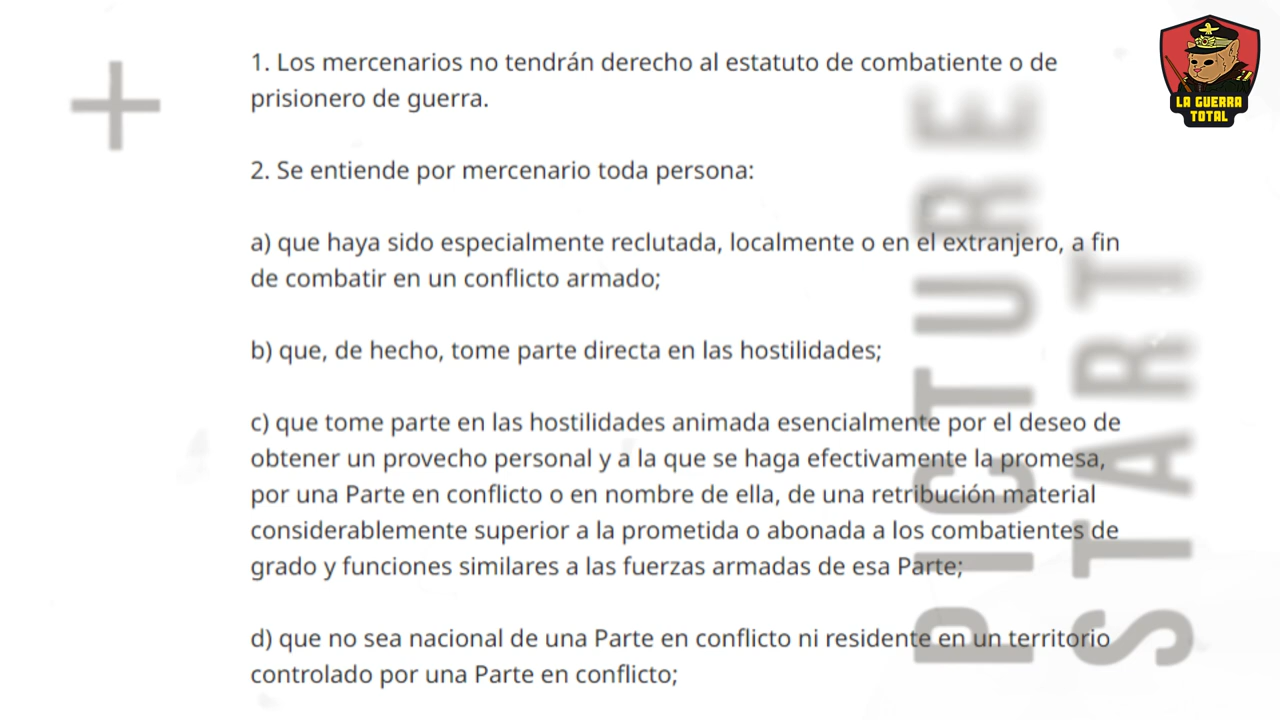 1. Los mercenarios no tendrán derecho al estatuto de combatiente o de
prisionero de guerra.
2. Se entiende por mercenario toda persona:
a) que haya sido especialmente reclutada, localmente o en el extranjero, a fin
de combatir en un conflicto armado;
b) que, de hecho, tome parte directa en las hostilidades;
c) que tome parte en las hostilidades animada esencialmente por el deseo de
obtener un provecho personal y a la que se haga efectivamente la promesa,
por una Parte en conflicto o en nombre de ella, de una retribución material
considerablemente superior a la prometida o abonada a los combatientes de
grado y funciones similares a las fuerzas armadas de esa Parte;
d) que no sea nacional de una Parte en conflicto ni residente en un territorio
controlado por una Parte en conflicto;
PICTURE
START
LA GUERRA
TOTAL